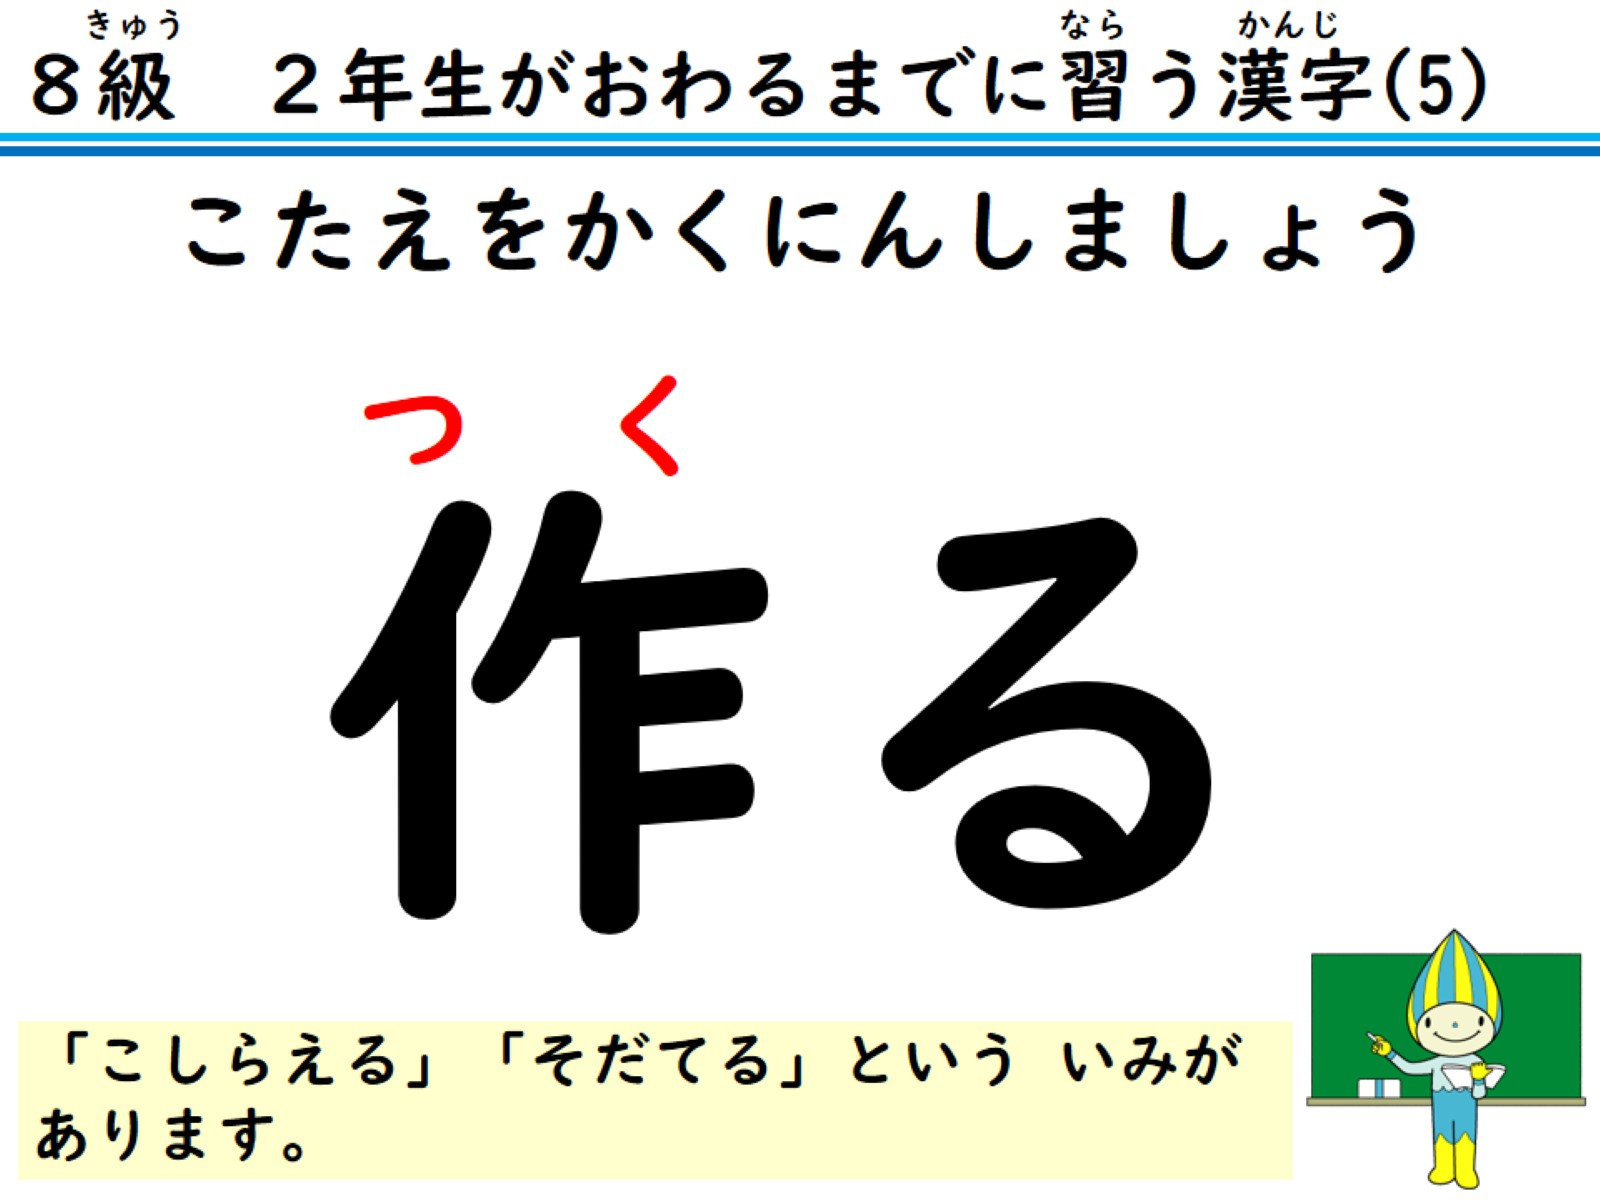 きゅう なら かんじ
8級 2年生がおわるまでに習う漢字(5)
こたえをかくにんしましょう
つ く
作る
「こしらえる」「そだてる」という いみが
あります。